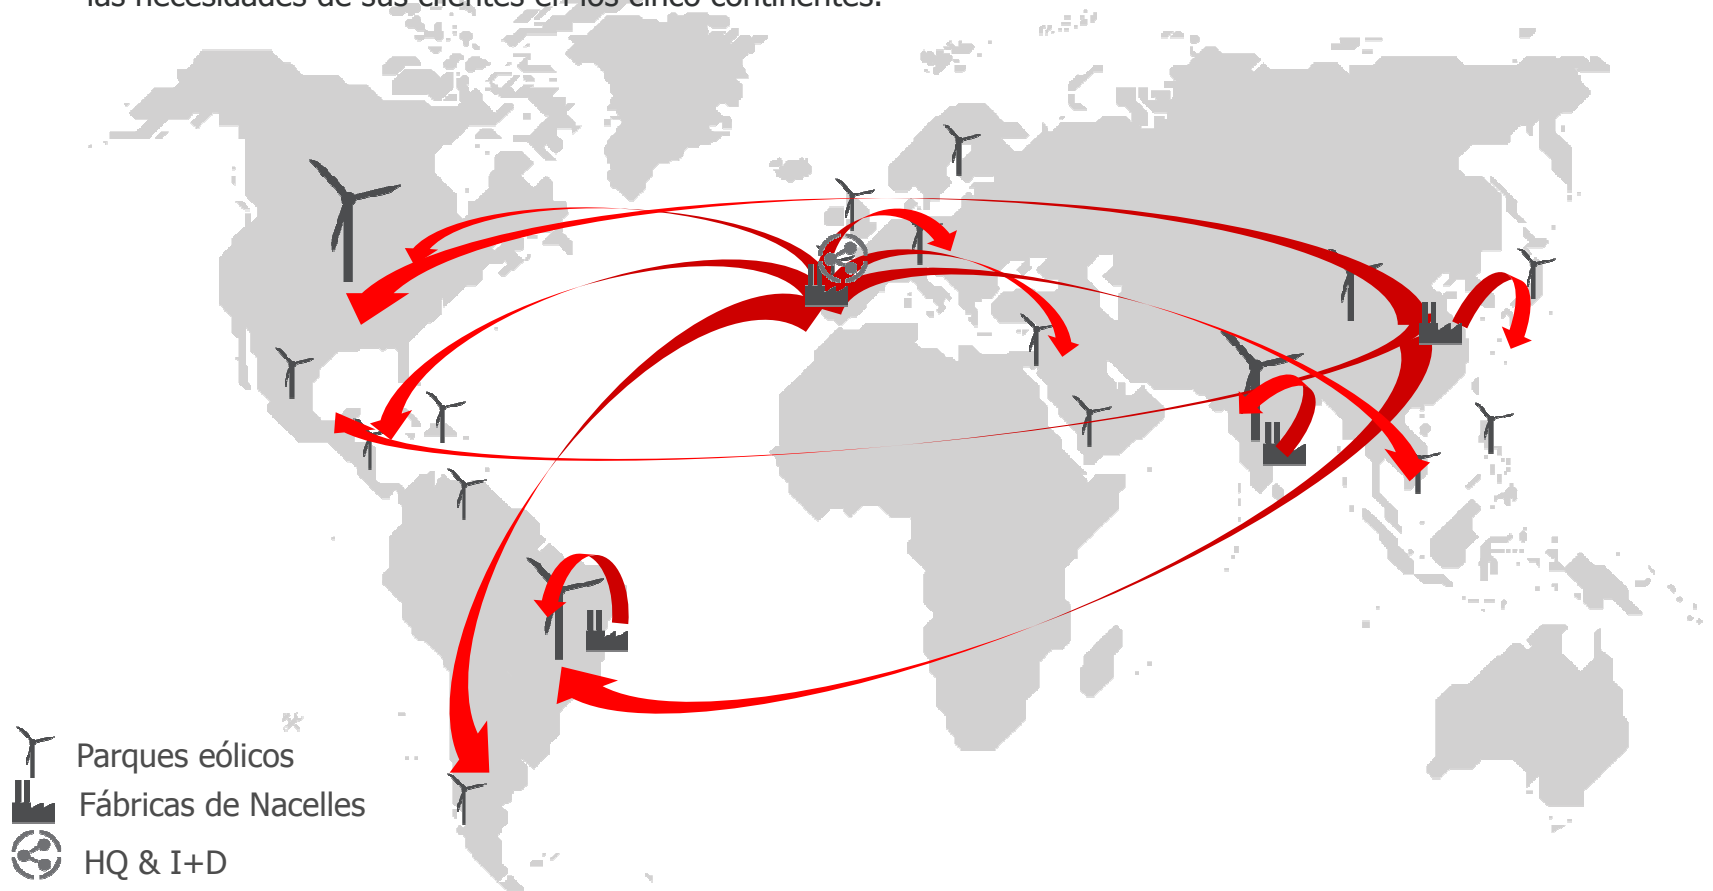 las necesidades de sus clientes en los cinco continentes.
Parques eólicos
Fábricas de Nacelles
HQ & I+D